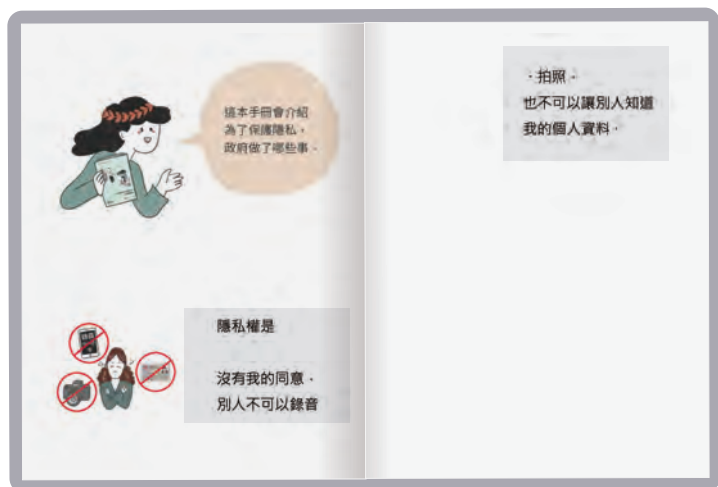 這本手冊會介紹
為了保護隱私，
政府做了哪些事。
隱私權是
沒有我的同意，
別人不可以錄音
、拍照，
也不可以讓別人知道
我的個人資料。